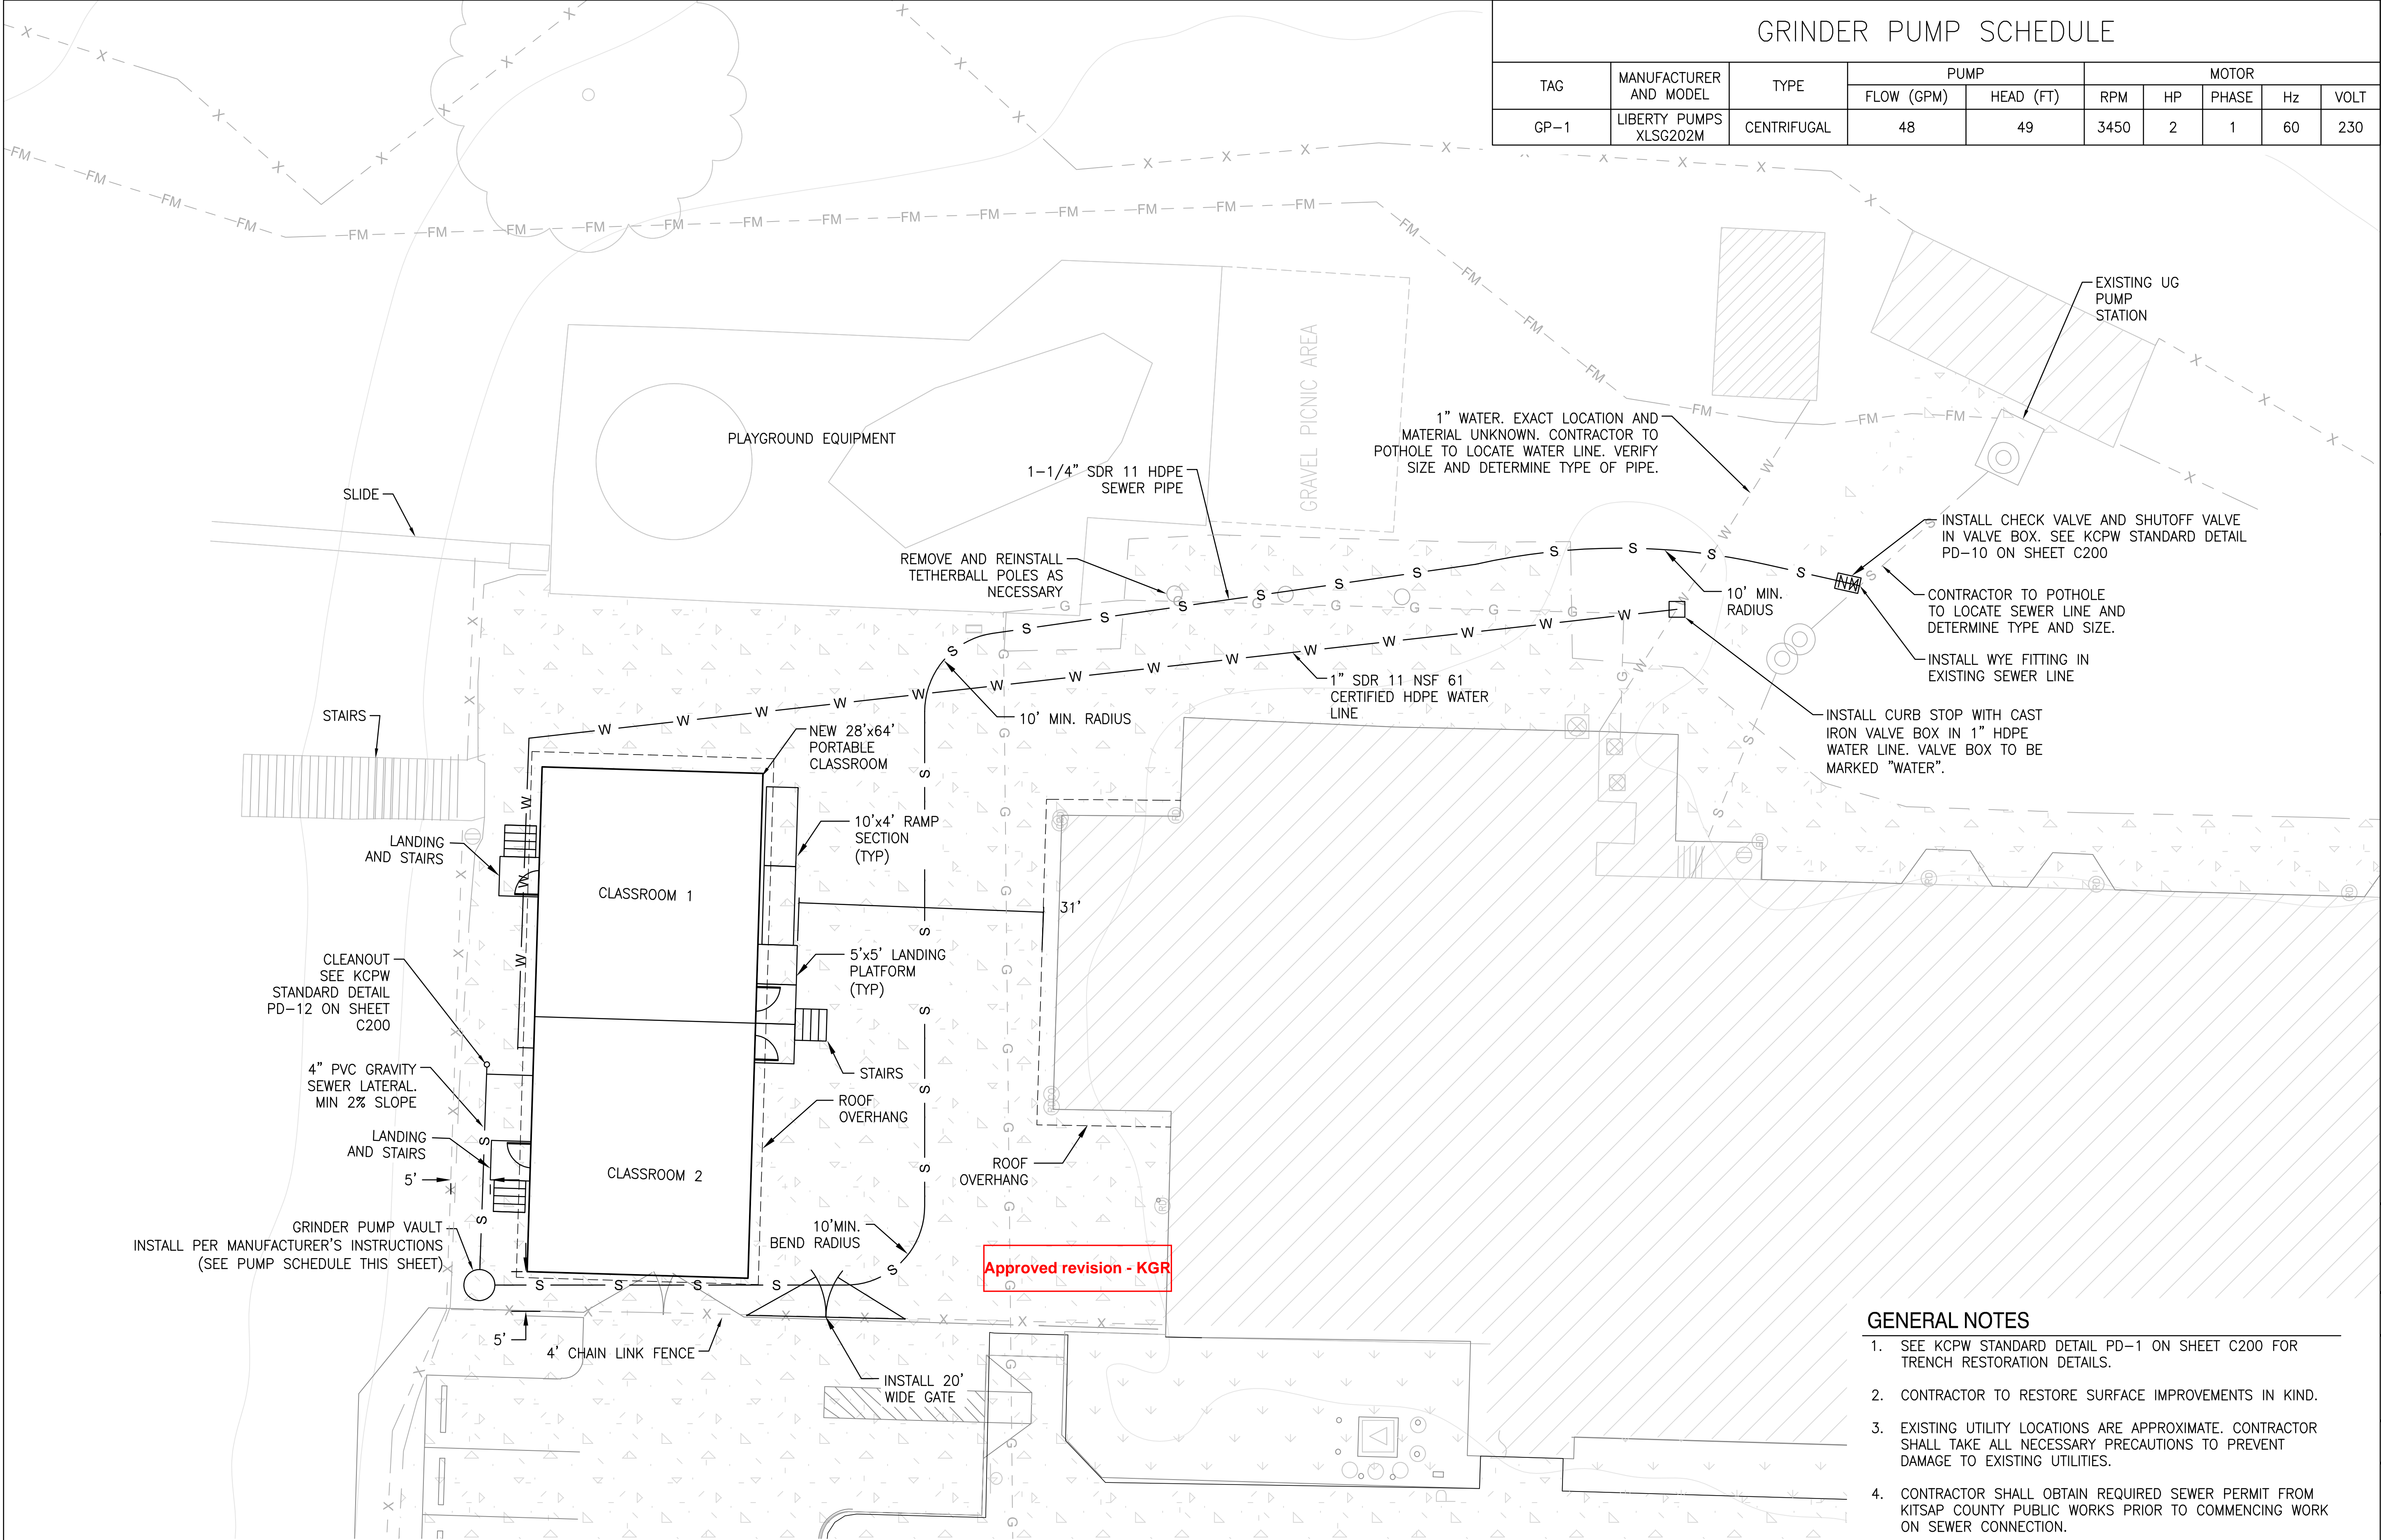 GRINDER PUMP SCHEDULE
TAG
MANUFACTURER
AND MODEL
TYPE
PUMP
MOTOR
FLOW (GPM)
HEAD (FT)
RPM
HP
PHASE
Hz
VOLT
GP-1
LIBERTY PUMPS
XLSG202M
CENTRIFUGAL
48
49
3450
2
1
60
230
EXISTING UG
PUMP
STATION
1" WATER. EXACT LOCATION AND
MATERIAL UNKNOWN. CONTRACTOR TO
POTHOLE TO LOCATE WATER LINE. VERIFY
SIZE AND DETERMINE TYPE OF PIPE.
PLAYGROUND EQUIPMENT
GRAVEL PICNIC AREA
1-1/4" SDR 11 HDPE
SEWER PIPE
SLIDE
INSTALL CHECK VALVE AND SHUTOFF VALVE
IN VALVE BOX. SEE KCPW STANDARD DETAIL
PD-10 ON SHEET C200
REMOVE AND REINSTALL
TETHERBALL POLES AS
NECESSARY
10' MIN.
RADIUS
CONTRACTOR TO POTHOLE
TO LOCATE SEWER LINE AND
DETERMINE TYPE AND SIZE.
INSTALL WYE FITTING IN
EXISTING SEWER LINE
1" SDR 11 NSF 61
CERTIFIED HDPE WATER
LINE
STAIRS
10' MIN. RADIUS
INSTALL CURB STOP WITH CAST
IRON VALVE BOX IN 1" HDPE
WATER LINE. VALVE BOX TO BE
MARKED "WATER".
NEW 28'x64'
PORTABLE
CLASSROOM
10'x4' RAMP
SECTION
(TYP)
LANDING
AND STAIRS
CLASSROOM 1
31'
5'x5' LANDING
PLATFORM
(TYP)
CLEANOUT
SEE KCPW
STANDARD DETAIL
PD-12 ON SHEET
C200
4" PVC GRAVITY
SEWER LATERAL.
MIN 2% SLOPE
STAIRS
ROOF
OVERHANG
LANDING
AND STAIRS
5'
CLASSROOM 2
ROOF
OVERHANG
GRINDER PUMP VAULT
INSTALL PER MANUFACTURER'S INSTRUCTIONS
(SEE PUMP SCHEDULE THIS SHEET)
10'MIN.
BEND RADIUS
Approved revision - KGR
5'
4' CHAIN LINK FENCE
INSTALL 20'
WIDE GATE
GENERAL NOTES
1. SEE KCPW STANDARD DETAIL PD-1 ON SHEET C200 FOR
TRENCH RESTORATION DETAILS.
2. CONTRACTOR TO RESTORE SURFACE IMPROVEMENTS IN KIND.
3. EXISTING UTILITY LOCATIONS ARE APPROXIMATE. CONTRACTOR
SHALL TAKE ALL NECESSARY PRECAUTIONS TO PREVENT
DAMAGE TO EXISTING UTILITIES.
4. CONTRACTOR SHALL OBTAIN REQUIRED SEWER PERMIT FROM
KITSAP COUNTY PUBLIC WORKS PRIOR TO COMMENCING WORK
ON SEWER CONNECTION.